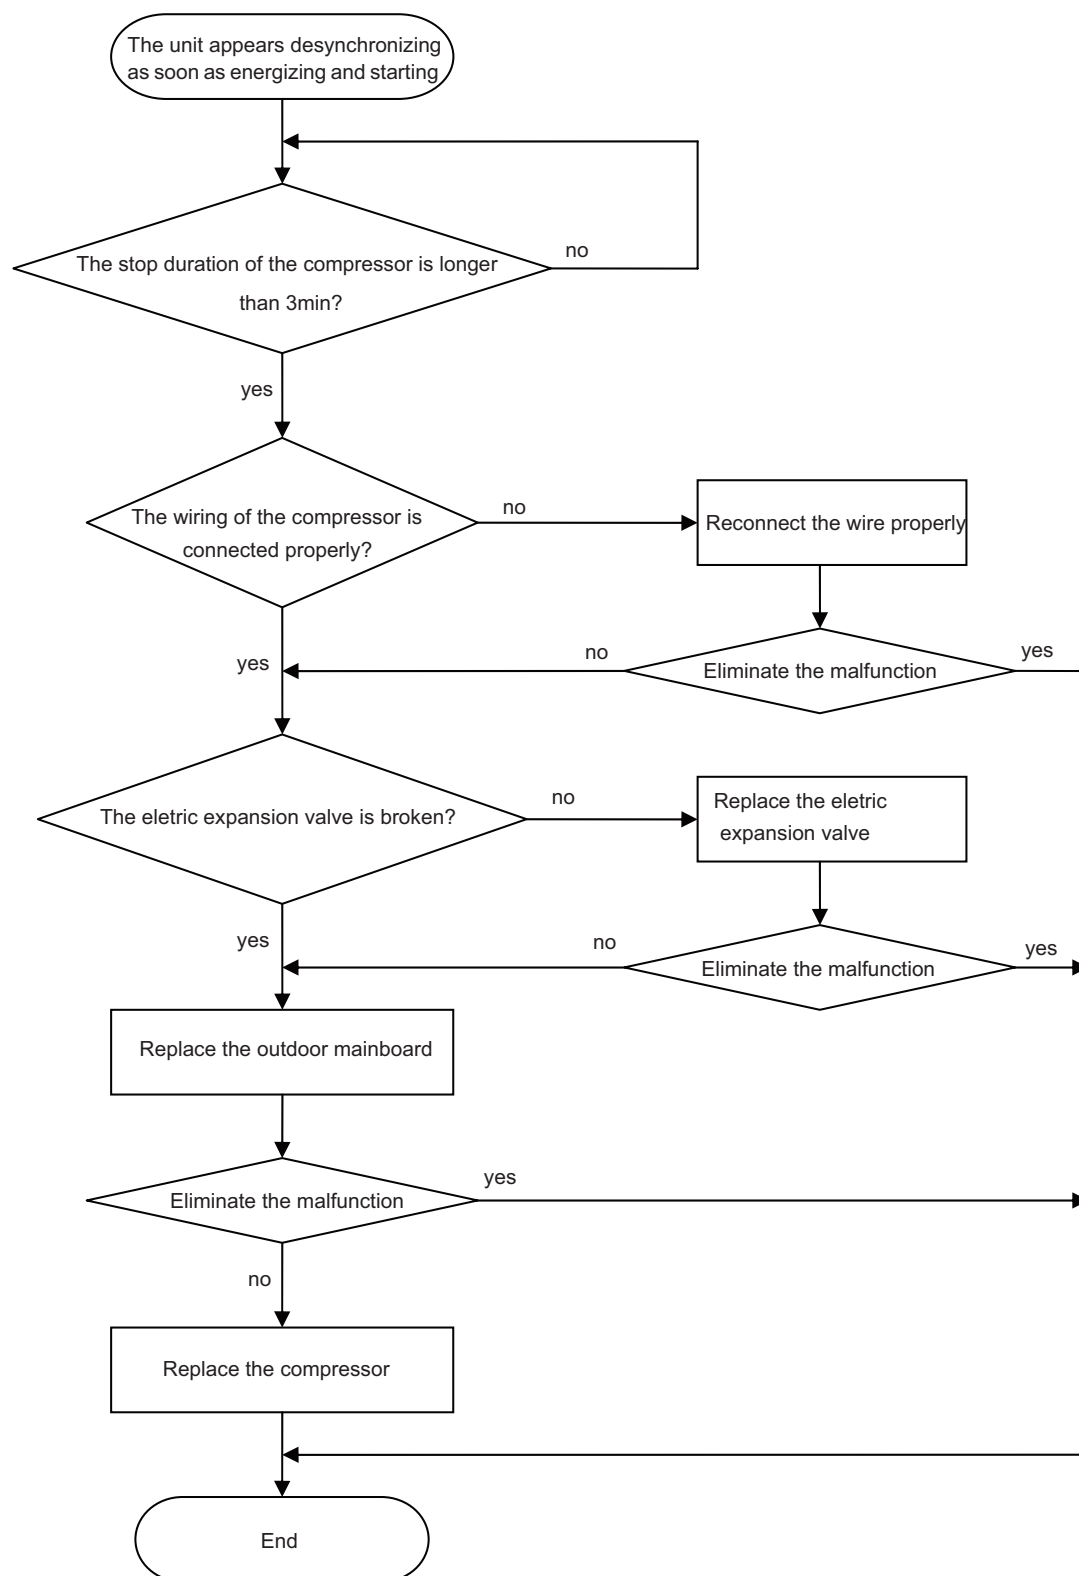 The unit appears desynchronizing
as soon as energizing and starting
no
The stop duration of the compressor is longer
than 3min?
yes
no
The wiring of the compressor is
connected properly?
Reconnect the wire properly
yes
no
Eliminate the malfunction
yes
no
The eletric expansion valve is broken?
Replace the eletric
expansion valve
yes
no
Eliminate the malfunction
yes
Replace the outdoor mainboard
yes
Eliminate the malfunction
no
Replace the compressor
End